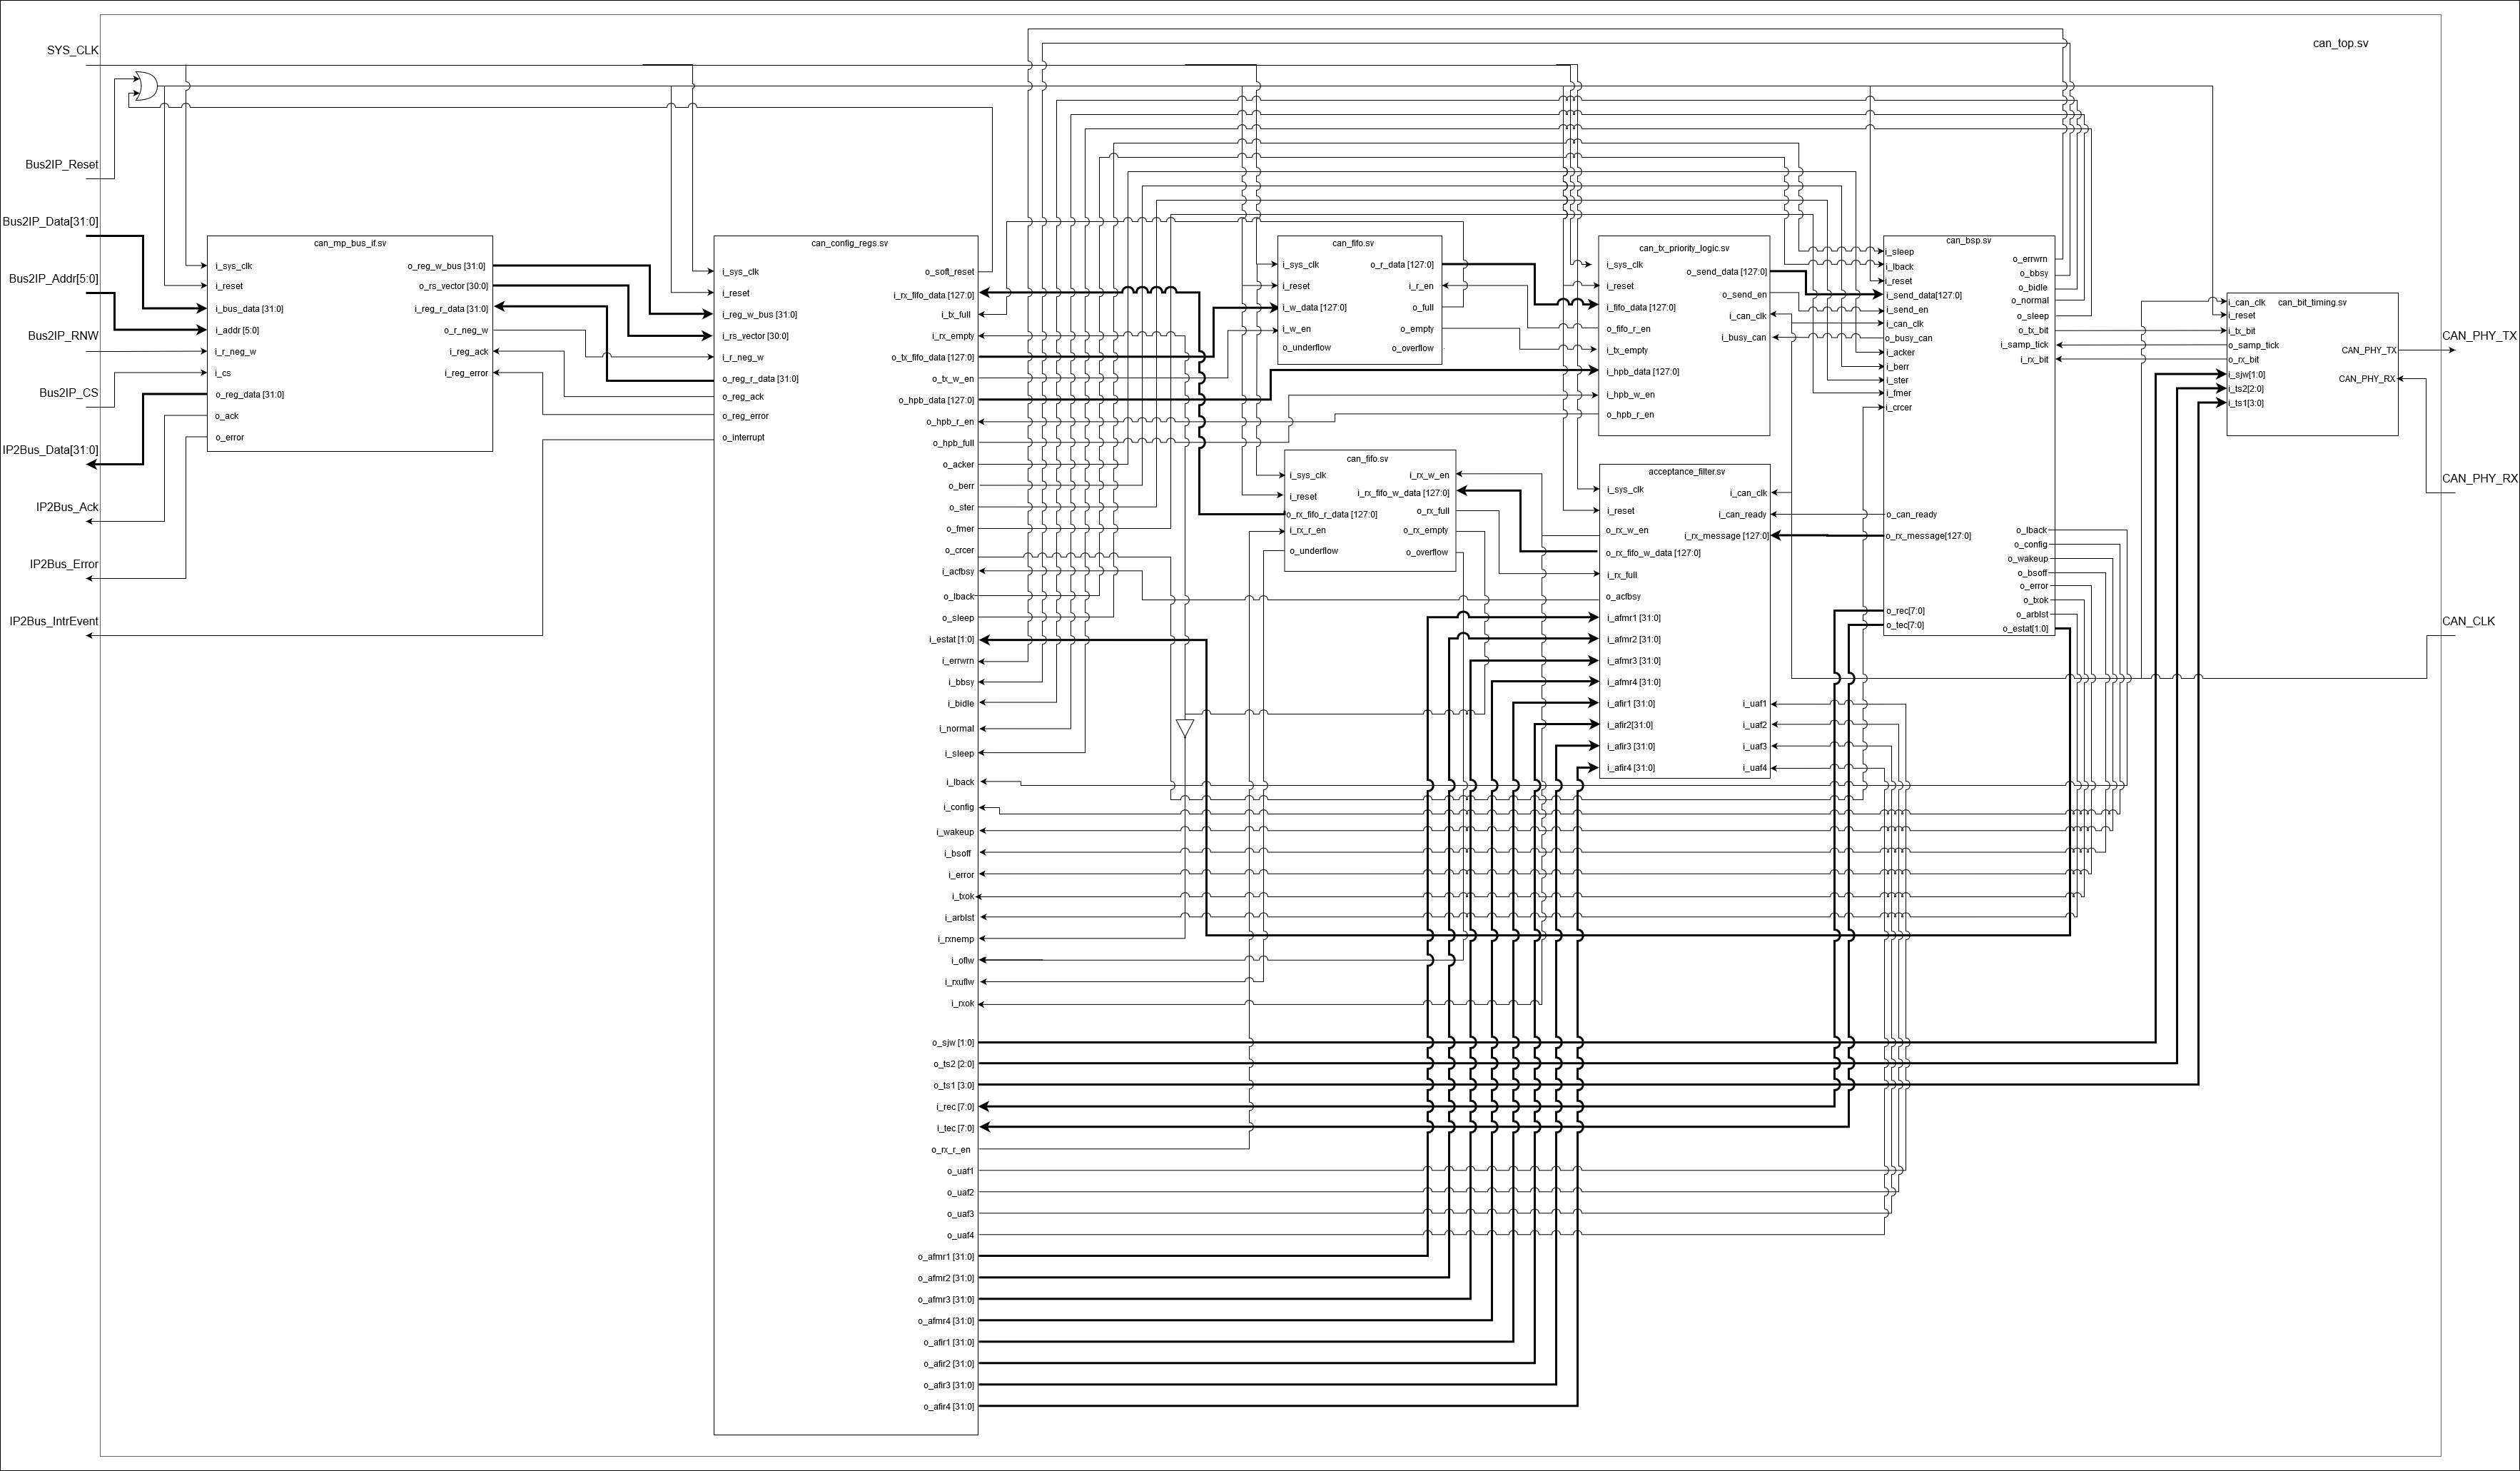 can_top.sv
SYS_CLK
Bus2IP_Reset
Bus2IP_Data[31:0]
Bus2IP_Addr[5:0]
Bus2IP_RNW
Bus2IP_CS
IP2Bus_Data[31:0]
IP2Bus_Ack
IP2Bus_Error
IP2Bus_IntrEvent
can_mp_bus_if.sv
i_sys_clk
i_reset
i_bus_data [31:0]
i_addr [5:0]
i_r_neg_w
i_cs
o_reg_data [31:0]
o_ack
o_error
o_reg_w_bus [31:0]
o_rs_vector [30:0]
i_reg_r_data [31:0]
o_r_neg_w
i_reg_ack
i_reg_error
can_config_regs.sv
i_sys_clk
i_reset
i_reg_w_bus [31:0]
i_rs_vector [30:0]
i_r_neg_w
o_reg_r_data [31:0]
o_reg_ack
o_reg_error
o_interrupt
o_soft_reset
i_rx_fifo_data [127:0]
i_tx_full
i_rx_empty
o_tx_fifo_data [127:0]
o_tx_w_en
o_hpb_data [127:0]
o_hpb_r_en
o_hpb_full
o_acker
o_berr
o_ster
o_fmer
o_crcer
i_acfbsy
o_lback
o_sleep
i_estat [1:0]
i_errwrn
i_bbsy
i_bidle
i_normal
i_sleep
i_lback
i_config
i_wakeup
i_bsoff
i_error
i_txok
i_arblst
i_rxnemp
i_oflw
i_rxuflw
i_rxok
o_sjw [1:0]
o_ts2 [2:0]
o_ts1 [3:0]
i_rec [7:0]
i_tec [7:0]
o_rx_r_en
o_uaf1
o_uaf2
o_uaf3
o_uaf4
o_afmr1 [31:0]
o_afmr2 [31:0]
o_afmr3 [31:0]
o_afmr4 [31:0]
o_afir1 [31:0]
o_afir2 [31:0]
o_afir3 [31:0]
o_afir4 [31:0]
can_fifo.sv
i_sys_clk
i_reset
i_w_data [127:0]
i_w_en
o_underflow
o_r_data [127:0]
i_r_en
o_full
o_empty
o_overflow
can_fifo.sv
i_sys_clk
i_reset
o_rx_fifo_r_data [127:0]
i_rx_r_en
o_underflow
i_rx_w_en
i_rx_fifo_w_data [127:0]
o_rx_full
o_rx_empty
o_overflow
can_tx_priority_logic.sv
i_sys_clk
i_reset
i_fifo_data [127:0]
o_fifo_r_en
i_tx_empty
i_hpb_data [127:0]
i_hpb_w_en
o_hpb_r_en
o_send_data [127:0]
o_send_en
i_can_clk
i_busy_can
acceptance_filter.sv
i_sys_clk
i_reset
o_rx_w_en
o_rx_fifo_w_data [127:0]
i_rx_full
o_acfbsy
i_afmr1 [31:0]
i_afmr2 [31:0]
i_afmr3 [31:0]
i_afmr4 [31:0]
i_afir1 [31:0]
i_afir2[31:0]
i_afir3 [31:0]
i_afir4 [31:0]
i_can_clk
i_can_ready
i_rx_message [127:0]
i_uaf1
i_uaf2
i_uaf3
i_uaf4
can_bsp.sv
i_sleep
i_lback
i_reset
i_send_data[127:0]
i_send_en
i_can_clk
o_busy_can
i_acker
i_berr
i_ster
i_fmer
i_crcer
o_can_ready
o_rx_message[127:0]
o_rec[7:0]
o_tec[7:0]
o_errwrn
o_bbsy
o_bidle
o_normal
o_sleep
o_tx_bit
i_samp_tick
i_rx_bit
o_lback
o_config
o_wakeup
o_bsoff
o_error
o_txok
o_arblst
o_estat[1:0]
can_bit_timing.sv
i_can_clk
i_reset
i_tx_bit
o_samp_tick
o_rx_bit
i_sjw[1:0]
i_ts2[2:0]
i_ts1[3:0]
CAN_PHY_TX
CAN_PHY_RX
CAN_PHY_TX
CAN_PHY_RX
CAN_CLK